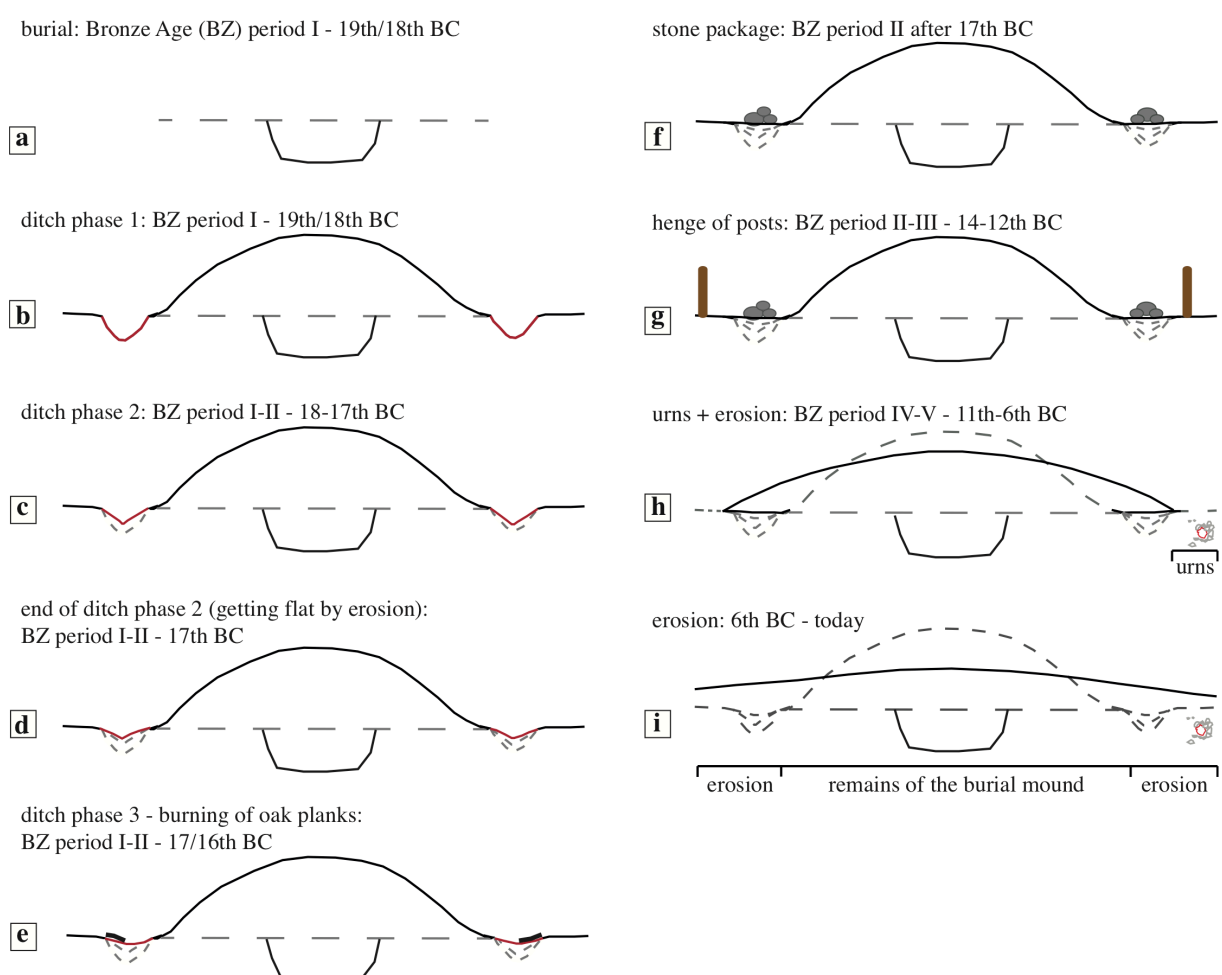 burial: Bronze Age (BZ) period I - 19th/18th BC
a
ditch phase 1: BZ period I - 19th/18th BC
b
ditch phase 2: BZ period I-II - 18-17th BC
c
end of ditch phase 2 (getting flat by erosion):
BZ period I-II - 17th BC
d
ditch phase 3 - burning of oak planks:
BZ period I-II - 17/16th BC
e
stone package: BZ period II after 17th BC
f
henge of posts: BZ period II-III - 14-12th BC
g
urns + erosion: BZ period IV-V - 11th-6th BC
h
urns
erosion: 6th BC - today
i
erosion remains of the burial mound erosion